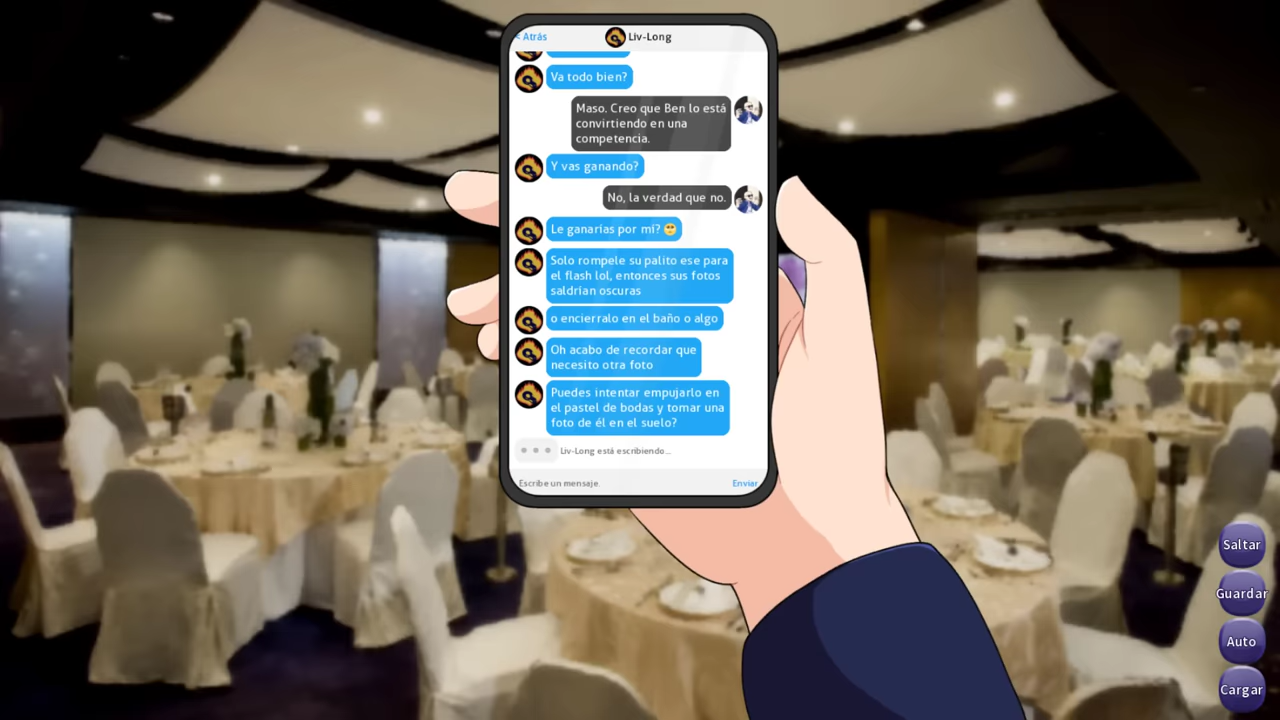 < Atrás
Liv-Long
Va todo bien?
Maso. Creo que Ben lo está
convirtiendo en una
competencia.
Y vas ganando?
No, la verdad que no.
Le ganarías por mi? 🥺
Solo rompele su palito ese para
el flash lol, entonces sus fotos
saldrían oscuras
o encierralo en el baño o algo
Oh acabo de recordar que
necesito otra foto
Puedes intentar empujarlo en
el pastel de bodas y tomar una
foto de él en el suelo?
Liv-Long está escribiendo...
Escribe un mensaje.
Enviar
Saltar
Guardar
Auto
Cargar